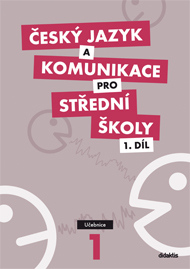 ČESKÝ JAZYK
A
KOMUNIKACE
PRO
STŘEDNÍ
ŠKOLY
1. DÍL
Učebnice
1
didaktis